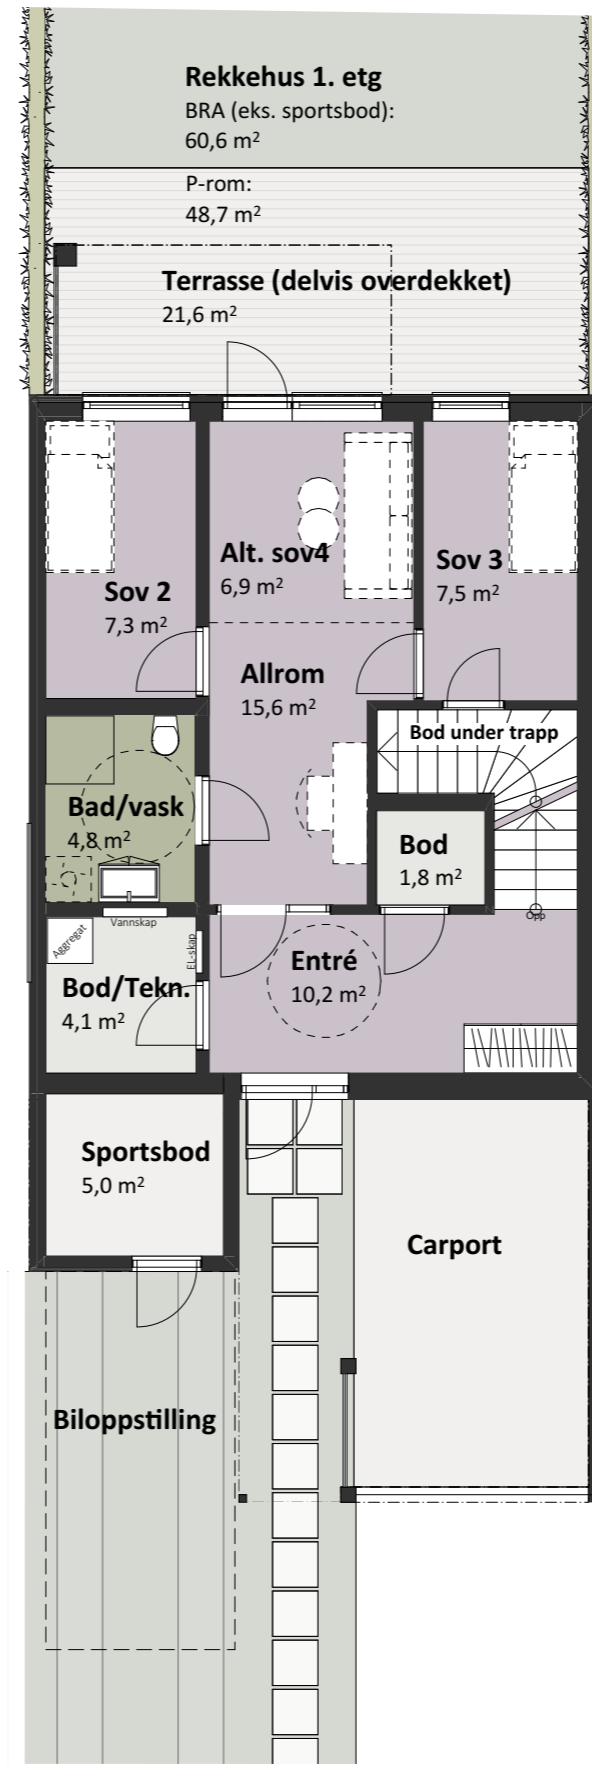 Rekkehus 1. etg
BRA (eks. sportsbod):
60,6 m²
P-rom:
48,7 m²
Terrasse (delvis overdekket)
21,6 m²
Alt. sov4
6,9 m²
Sov 3
7,5 m²
Sov 2
7,3 m²
Allrom
15,6 m²
Bod under trapp
Bad/vask
4,8 m²
Bod
1,8 m²
Opp
Vannskap
Aggregat
EL-skap
Entré
10,2 m²
Bod/Tekn.
4,1 m²
Sportsbod
5,0 m²
Carport
Biloppstilling